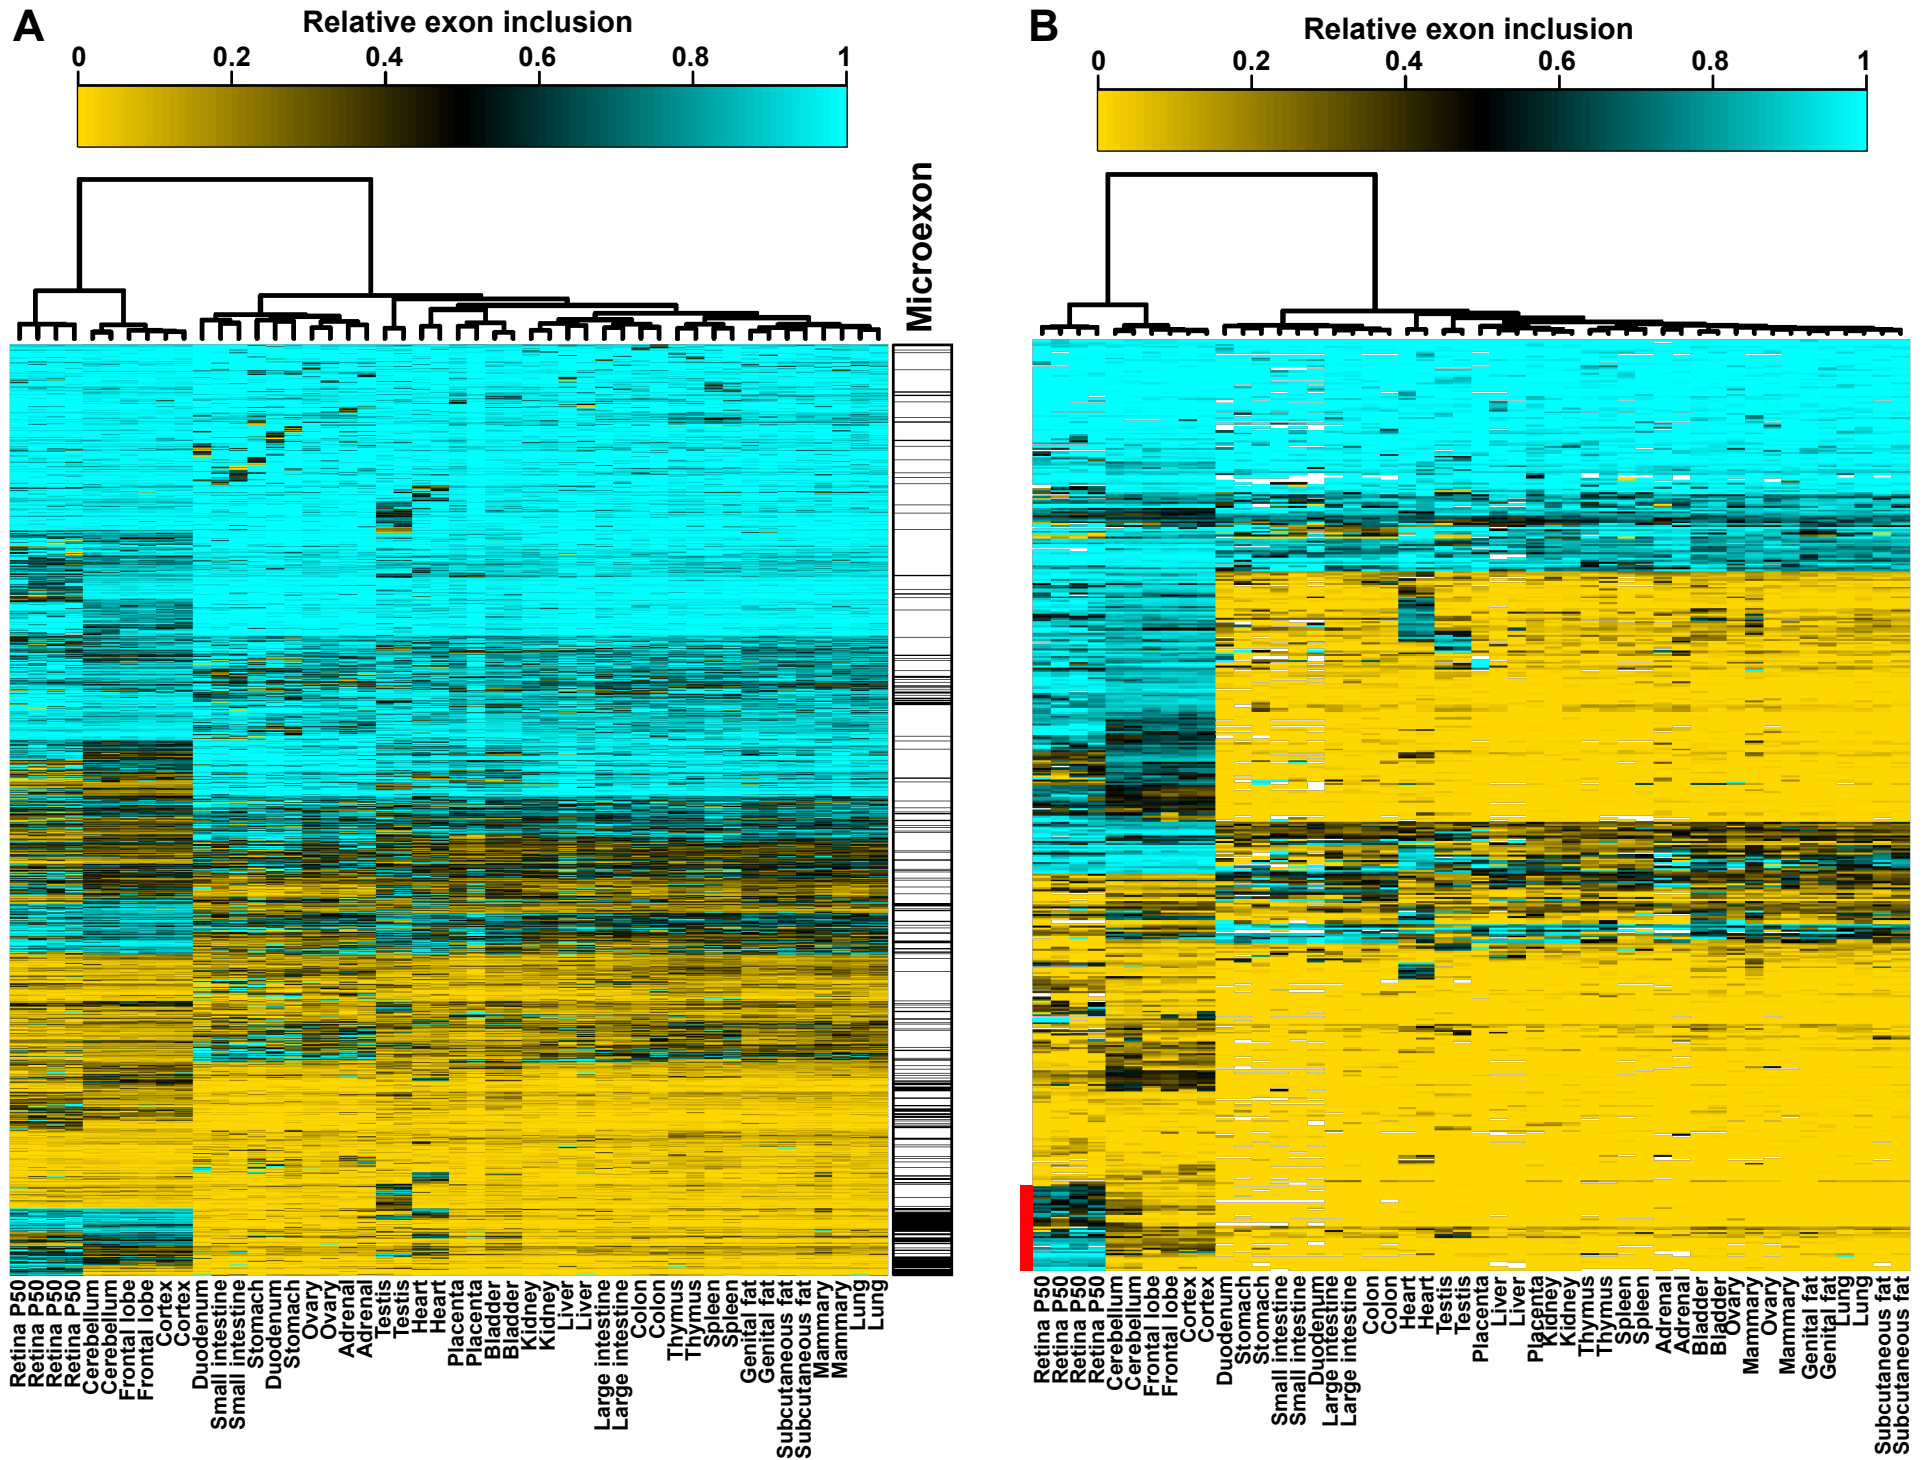 A
Relative exon inclusion
0 0.2 0.4 0.6 0.8 1
Microexon
Retina P50
Retina P50
Retina P50
Retina P50
Cerebellum
Cerebellum
Frontal lobe
Frontal lobe
Cortex
Cortex
Duodenum
Small intestine
Small intestine
Stomach
Duodenum
Stomach
Ovary
Ovary
Adrenal
Adrenal
Testis
Testis
Heart
Heart
Placenta
Placenta
Bladder
Bladder
Kidney
Kidney
Liver
Liver
Large intestine
Large intestine
Colon
Colon
Thymus
Thymus
Spleen
Spleen
Genital fat
Genital fat
Subcutaneous fat
Subcutaneous fat
Mammary
Mammary
Lung
Lung
B
Relative exon inclusion
0 0.2 0.4 0.6 0.8 1
Retina P50
Retina P50
Retina P50
Retina P50
Cerebellum
Cerebellum
Frontal lobe
Frontal lobe
Cortex
Cortex
Duodenum
Stomach
Stomach
Small intestine
Small intestine
Duodenum
Large intestine
Large intestine
Colon
Colon
Heart
Heart
Testis
Testis
Placenta
Liver
Liver
Placenta
Kidney
Kidney
Thymus
Thymus
Spleen
Spleen
Adrenal
Adrenal
Bladder
Bladder
Ovary
Mammary
Ovary
Mammary
Genital fat
Genital fat
Lung
Lung
Subcutaneous fat
Subcutaneous fat